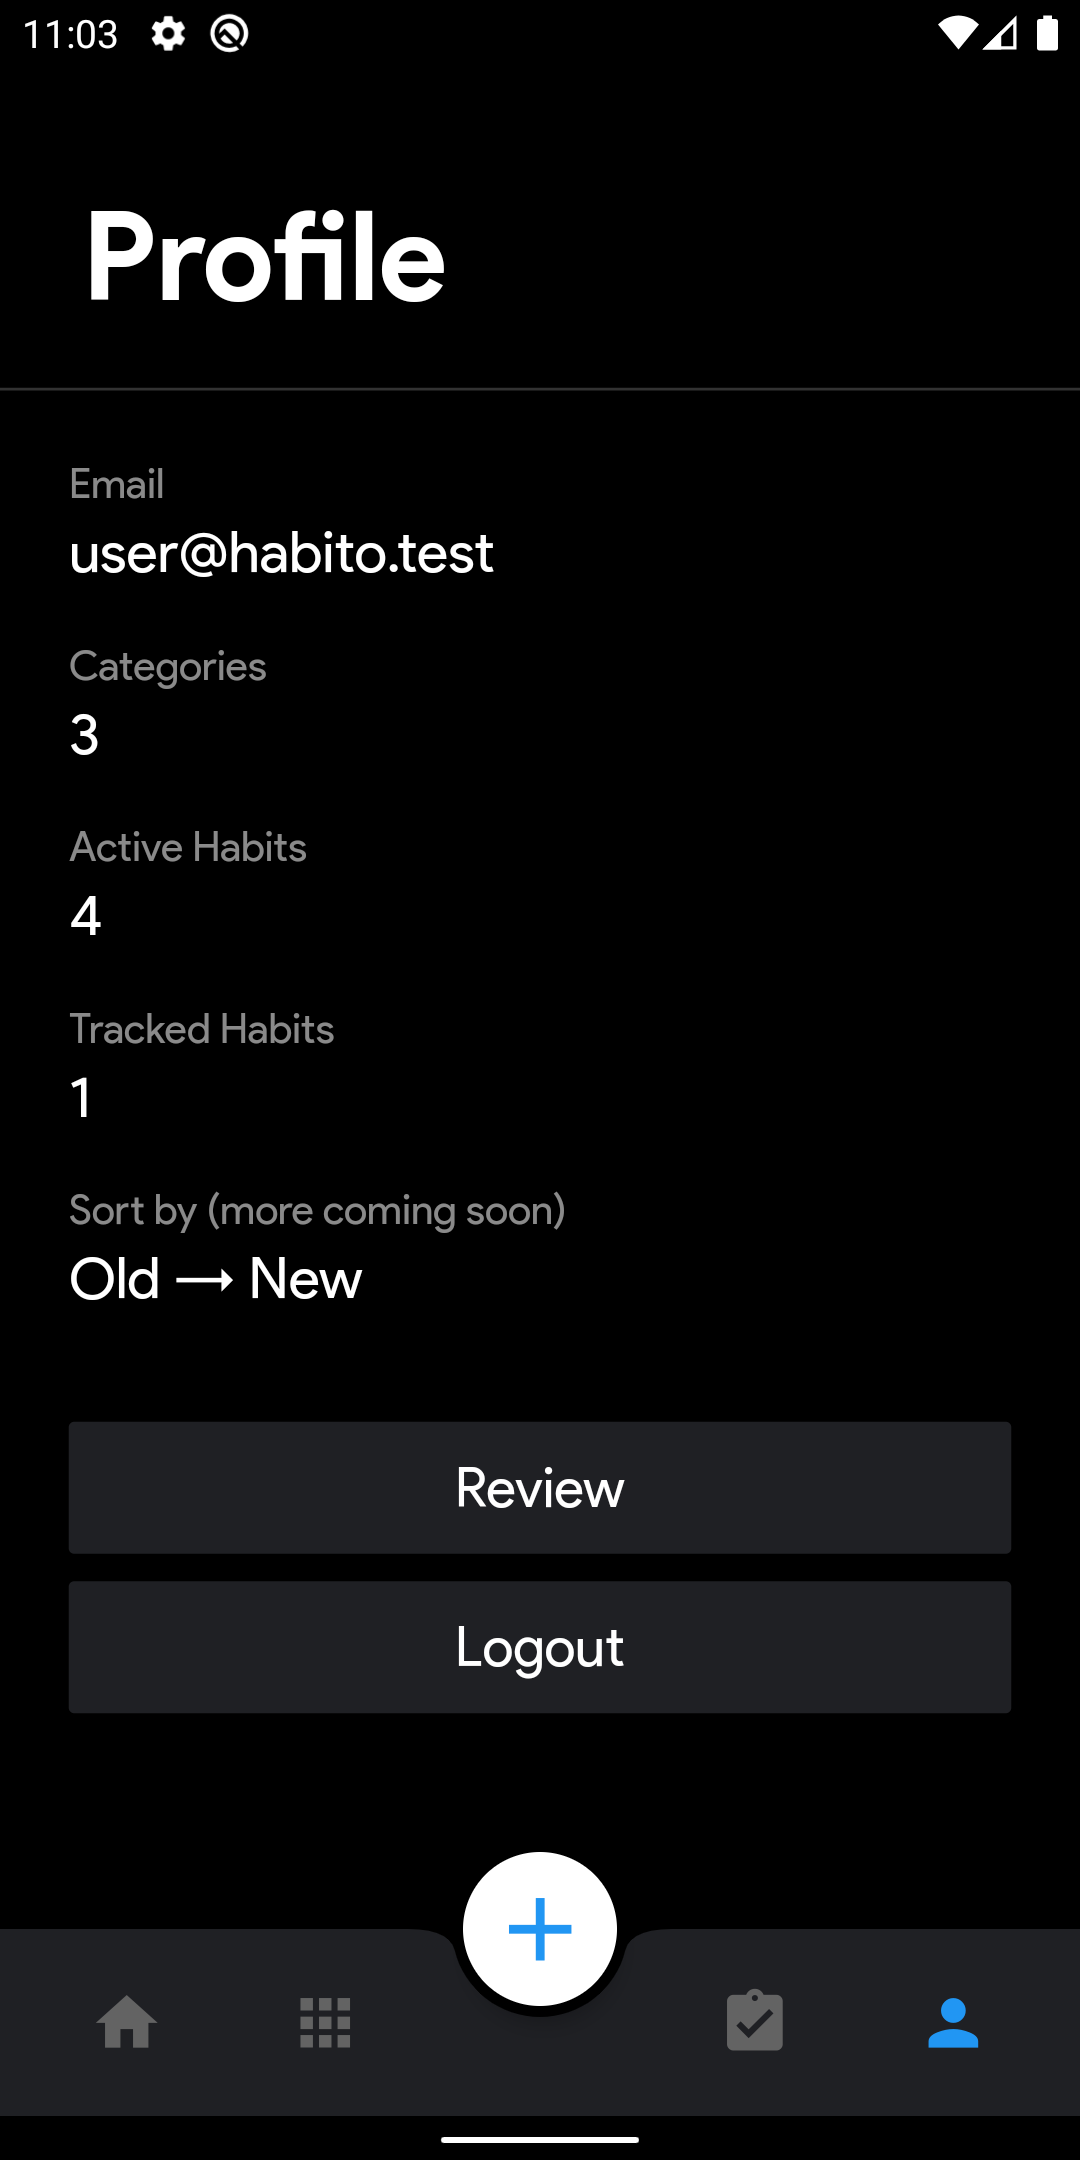 11:03
Profile
Email
user@habito.test
Categories
3
Active Habits
4
Tracked Habits
1
Sort by (more coming soon)
Old → New
Review
Logout